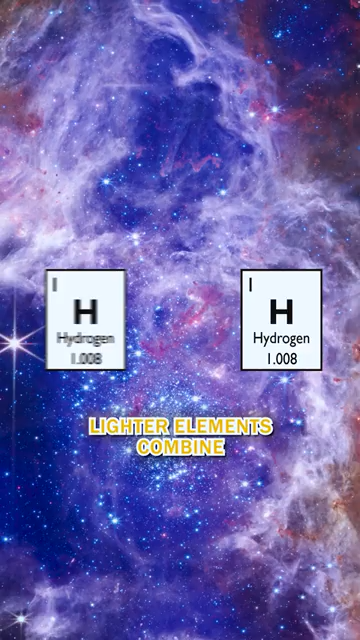 1
H
Hydrogen
1.008
1
H
Hydrogen
1.008
LIGHTER ELEMENTS
COMBINE